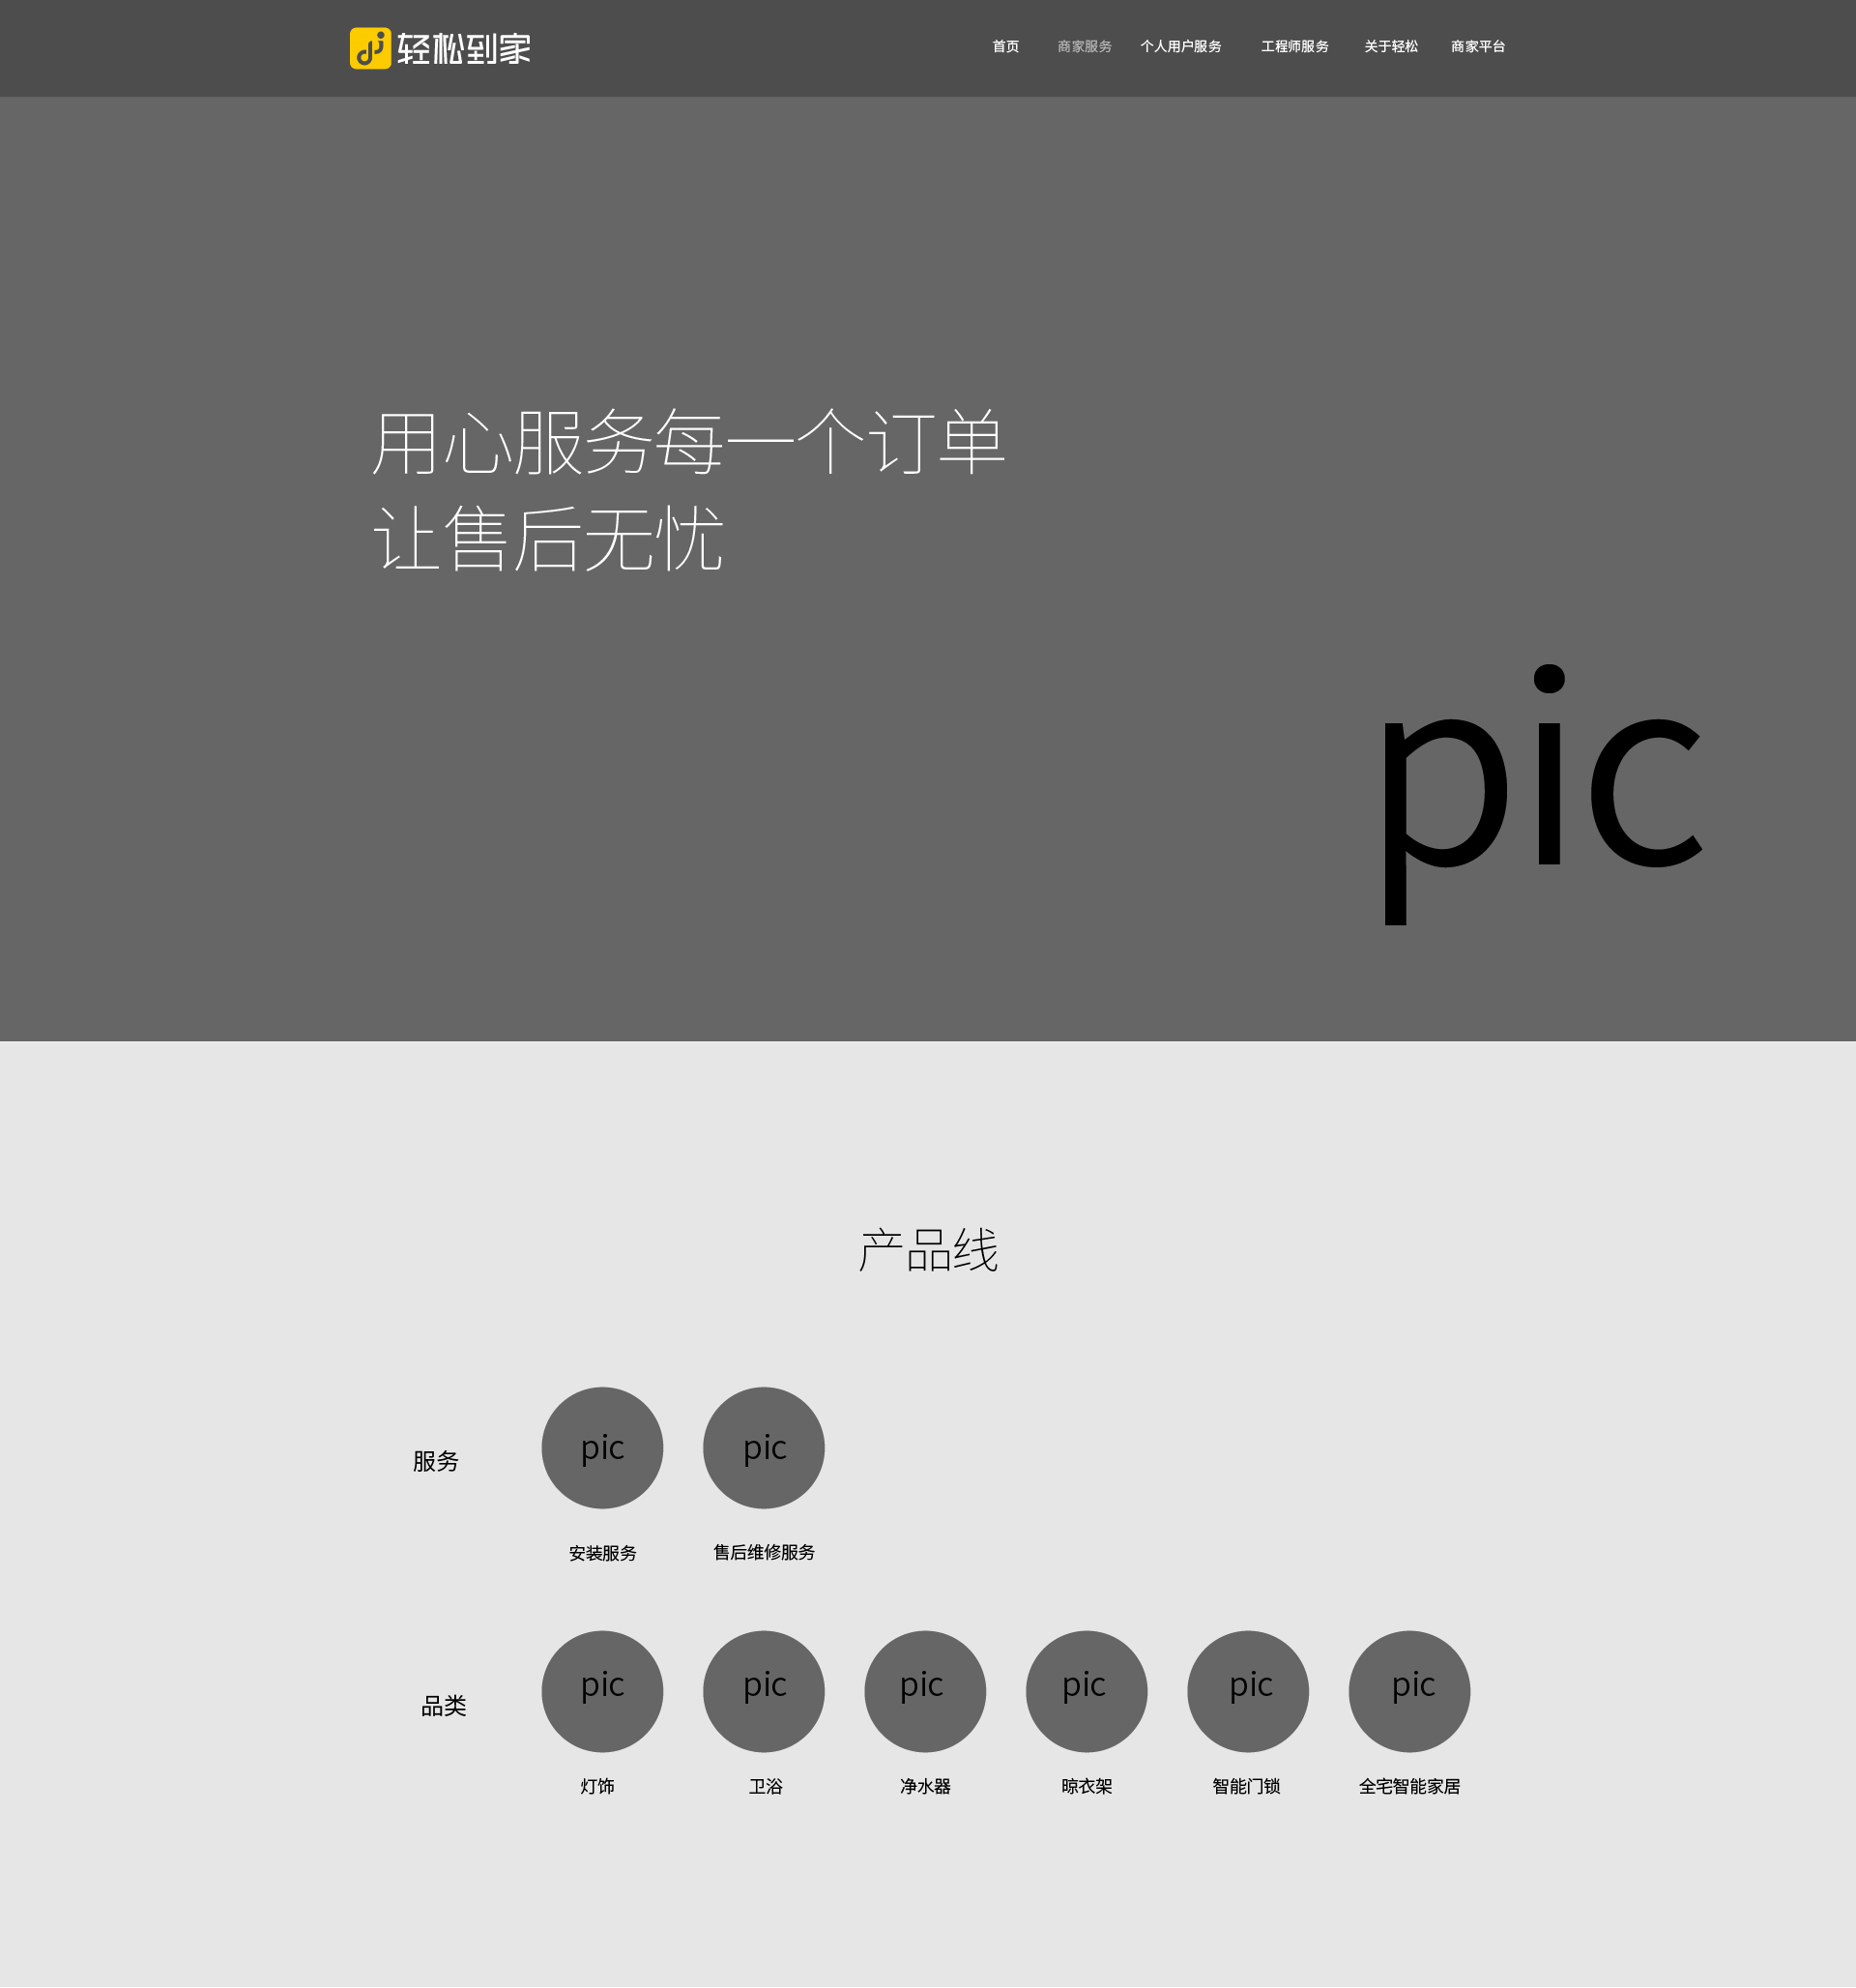 轻松到家
首页 商家服务 个人用户服务 工程师服务 关于轻松 商家平台
用心服务每一个订单
让售后无忧
pic
产品线
服务
pic pic
安装服务 售后维修服务
品类
pic pic pic pic pic pic
灯饰 卫浴 净水器 晾衣架 智能门锁 全宅智能家居